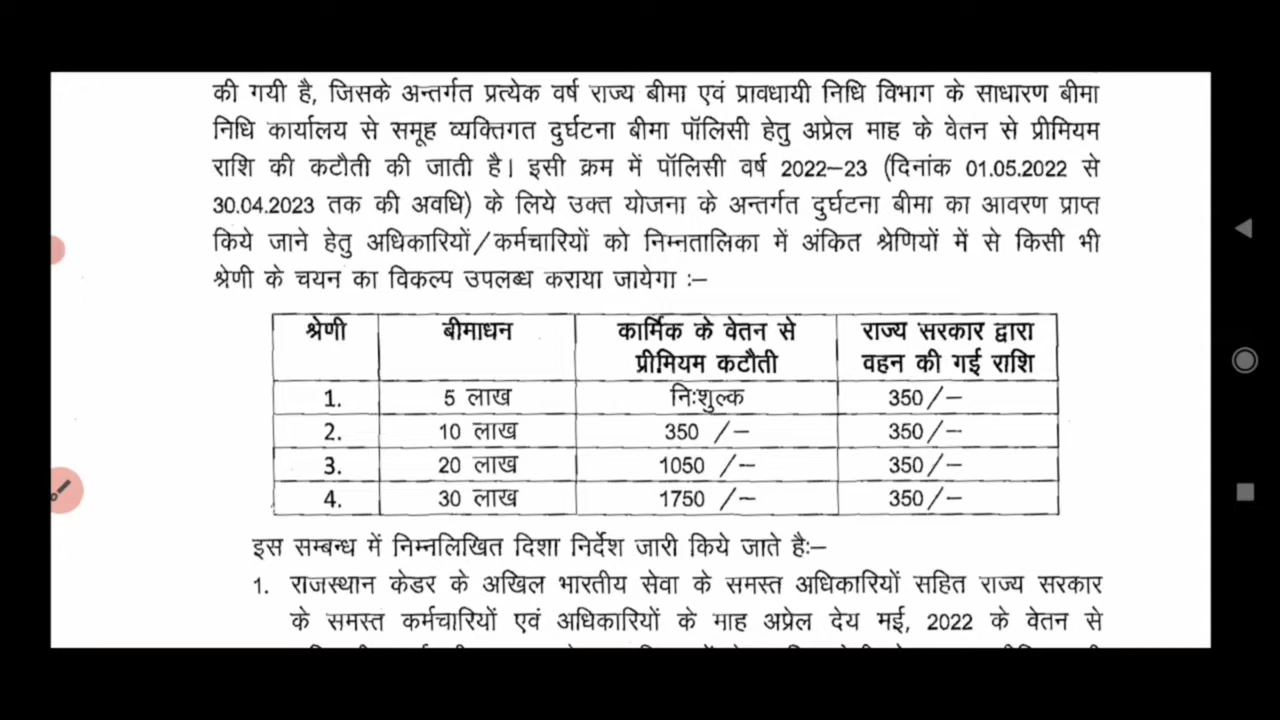 की गयी है, जिसके अन्तर्गत प्रत्येक वर्ष राज्य बीमा एवं प्रावधायी निधि विभाग के साधारण बीमा
निधि कार्यालय से समूह व्यक्तिगत दुर्घटना बीमा पॉलिसी हेतु अप्रेल माह के वेतन से प्रीमियम
राशि की कटौती की जाती है। इसी क्रम में पॉलिसी वर्ष 2022–23 (दिनांक 01.05.2022 से
30.04.2023 तक की अवधि) के लिये उक्त योजना के अन्तर्गत दुर्घटना बीमा का आवरण प्राप्त
किये जाने हेतु अधिकारियों/कर्मचारियों को निम्नतालिका में अंकित श्रेणियों में से किसी भी
श्रेणी के चयन का विकल्प उपलब्ध कराया जायेगा :–
श्रेणी बीमाधन कार्मिक के वेतन से प्रीमियम कटौती राज्य सरकार द्वारा वहन की गई राशि
1. 5 लाख निःशुल्क 350/–
2. 10 लाख 350 /– 350/–
3. 20 लाख 1050 /– 350/–
4. 30 लाख 1750 /– 350/–
इस सम्बन्ध में निम्नलिखित दिशा निर्देश जारी किये जाते हैः–
1. राजस्थान केडर के अखिल भारतीय सेवा के समस्त अधिकारियों सहित राज्य सरकार
के समस्त कर्मचारियों एवं अधिकारियों के माह अप्रेल देय मई, 2022 के वेतन से